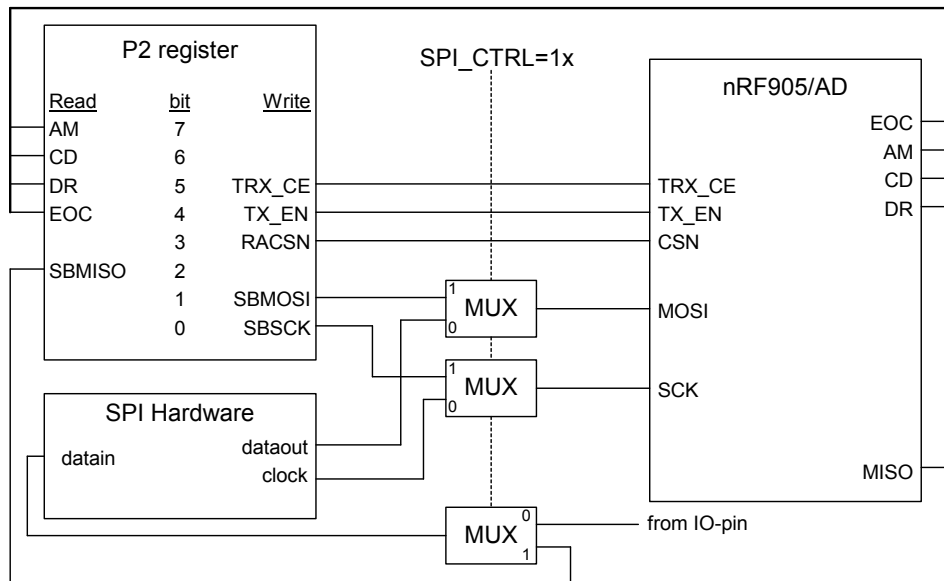 P2 register
Read bit Write
AM 7
CD 6
DR 5 TRX_CE
EOC 4 TX_EN
3 RACSN
SBMISO 2
1 SBMOSI
0 SBSCK
SPI Hardware
dataout
datain
clock
SPI_CTRL=1x
1
MUX
0
1
MUX
0
0
MUX
1
from IO-pin
nRF905/AD
EOC
AM
CD
TRX_CE
DR
TX_EN
CSN
MOSI
SCK
MISO